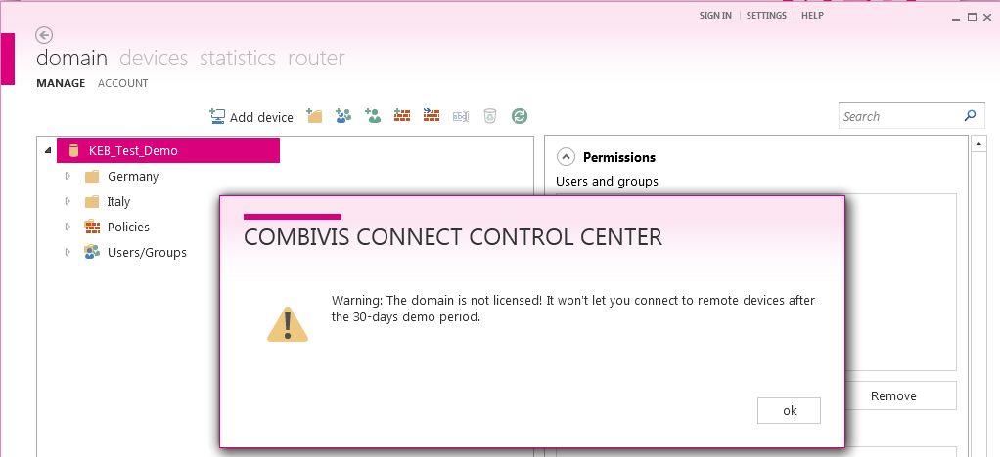 SIGN IN | SETTINGS | HELP
domain devices statistics router
MANAGE ACCOUNT
Add device
Search
KEB_Test_Demo
Germany
Italy
Policies
Users/Groups
Permissions
Users and groups
COMBIVIS CONNECT CONTROL CENTER
Warning: The domain is not licensed! It won't let you connect to remote devices after
the 30-days demo period.
Remove
ok